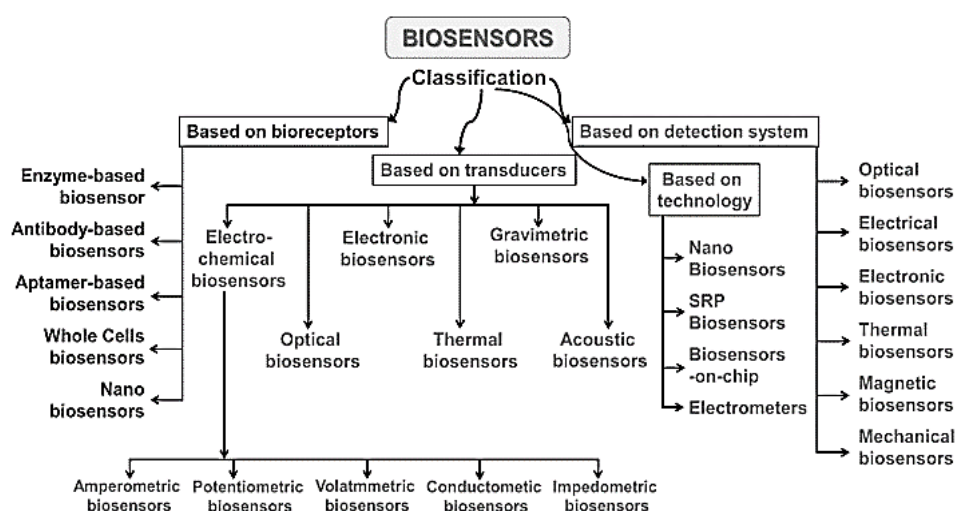 BIOSENSORS
Classification
Based on bioreceptors
Enzyme-based
biosensor
Antibody-based
biosensors
Aptamer-based
biosensors
Whole Cells
biosensors
Nano
biosensors
Based on transducers
Electro-
chemical
biosensors
Optical
biosensors
Electronic
biosensors
Thermal
biosensors
Gravimetric
biosensors
Acoustic
biosensors
Amperometric
biosensors
Potentiometric
biosensors
Volatmmetric
biosensors
Conductometic
biosensors
Impedometric
biosensors
Based on
technology
Nano
Biosensors
SRP
Biosensors
Biosensors
-on-chip
Electrometers
Based on detection system
Optical
biosensors
Electrical
biosensors
Electronic
biosensors
Thermal
biosensors
Magnetic
biosensors
Mechanical
biosensors